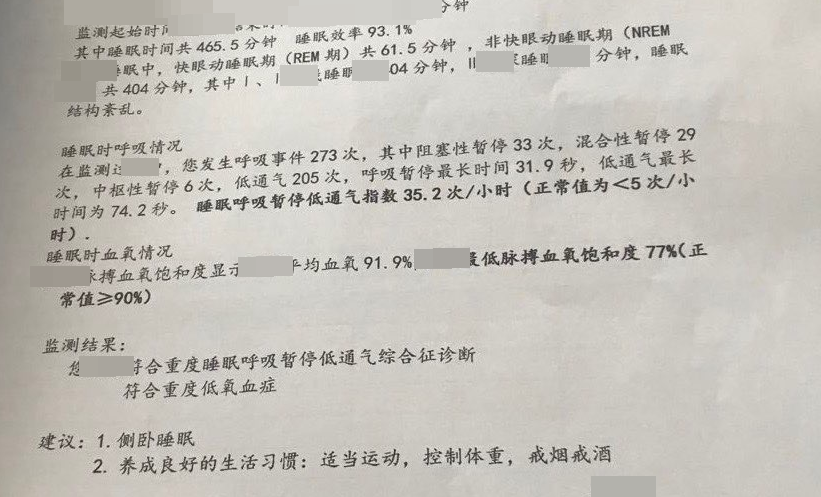 分钟
监测起始时
其中睡眠时间共 465.5 分钟 睡眠效率 93.1%
睡眠中，快眼动睡眠期（REM 期）共 61.5 分钟 ，非快眼动睡眠期（NREM
共 404 分钟，其中Ⅰ、 睡眠 04 分钟，Ⅲ 睡 分钟，睡眠
结构紊乱。
睡眠时呼吸情况
在监测过 ，您发生呼吸事件 273 次，其中阻塞性暂停 33 次，混合性暂停 29
次，中枢性暂停 6 次，低通气 205 次，呼吸暂停最长时间 31.9 秒，低通气最长
时间为 74.2 秒。 睡眠呼吸暂停低通气指数 35.2 次/小时（正常值为＜5 次/小
时）.
睡眠时血氧情况
脉搏血氧饱和度显示 平均血氧 91.9% 最低脉搏血氧饱和度 77%(正
常值≥90%)
监测结果：
您 符合重度睡眠呼吸暂停低通气综合征诊断
符合重度低氧血症
建议：1. 侧卧睡眠
2. 养成良好的生活习惯：适当运动，控制体重，戒烟戒酒